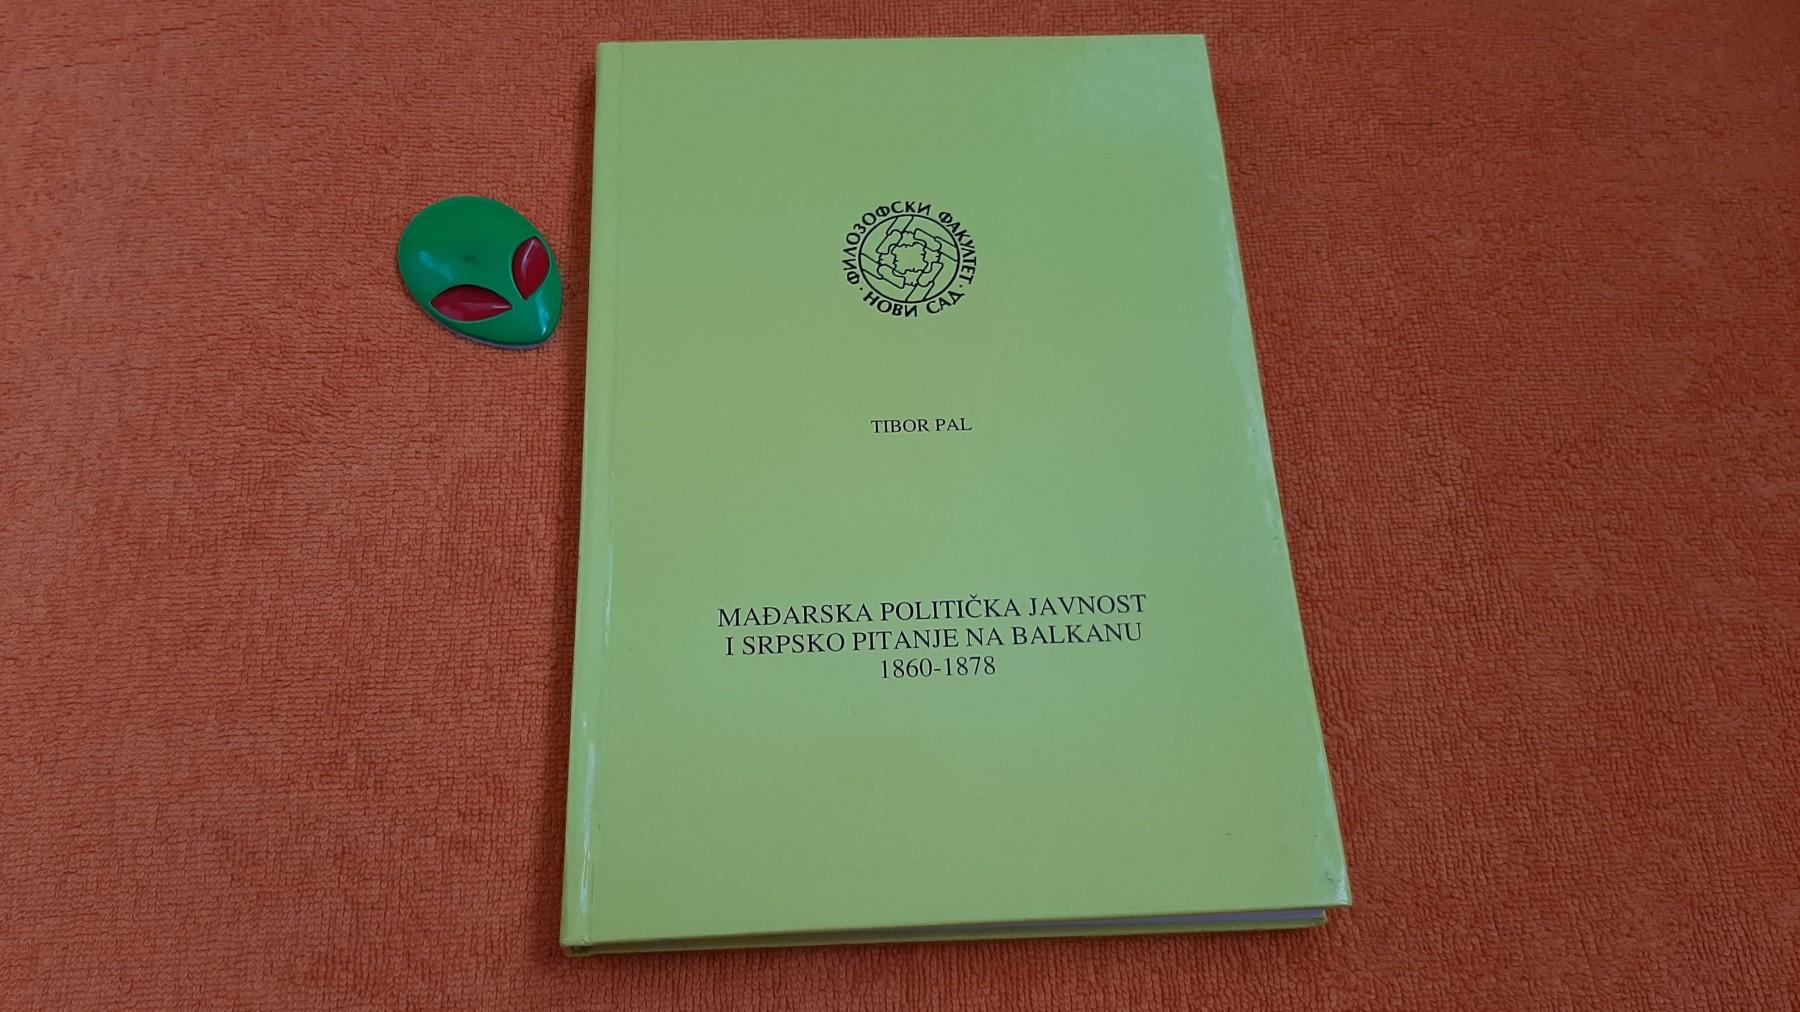 ФИЛОЗОФСКИ ФАКУЛТЕТ
· НОВИ САД ·
TIBOR PAL
MAĐARSKA POLITIČKA JAVNOST
I SRPSKO PITANJE NA BALKANU
1860-1878